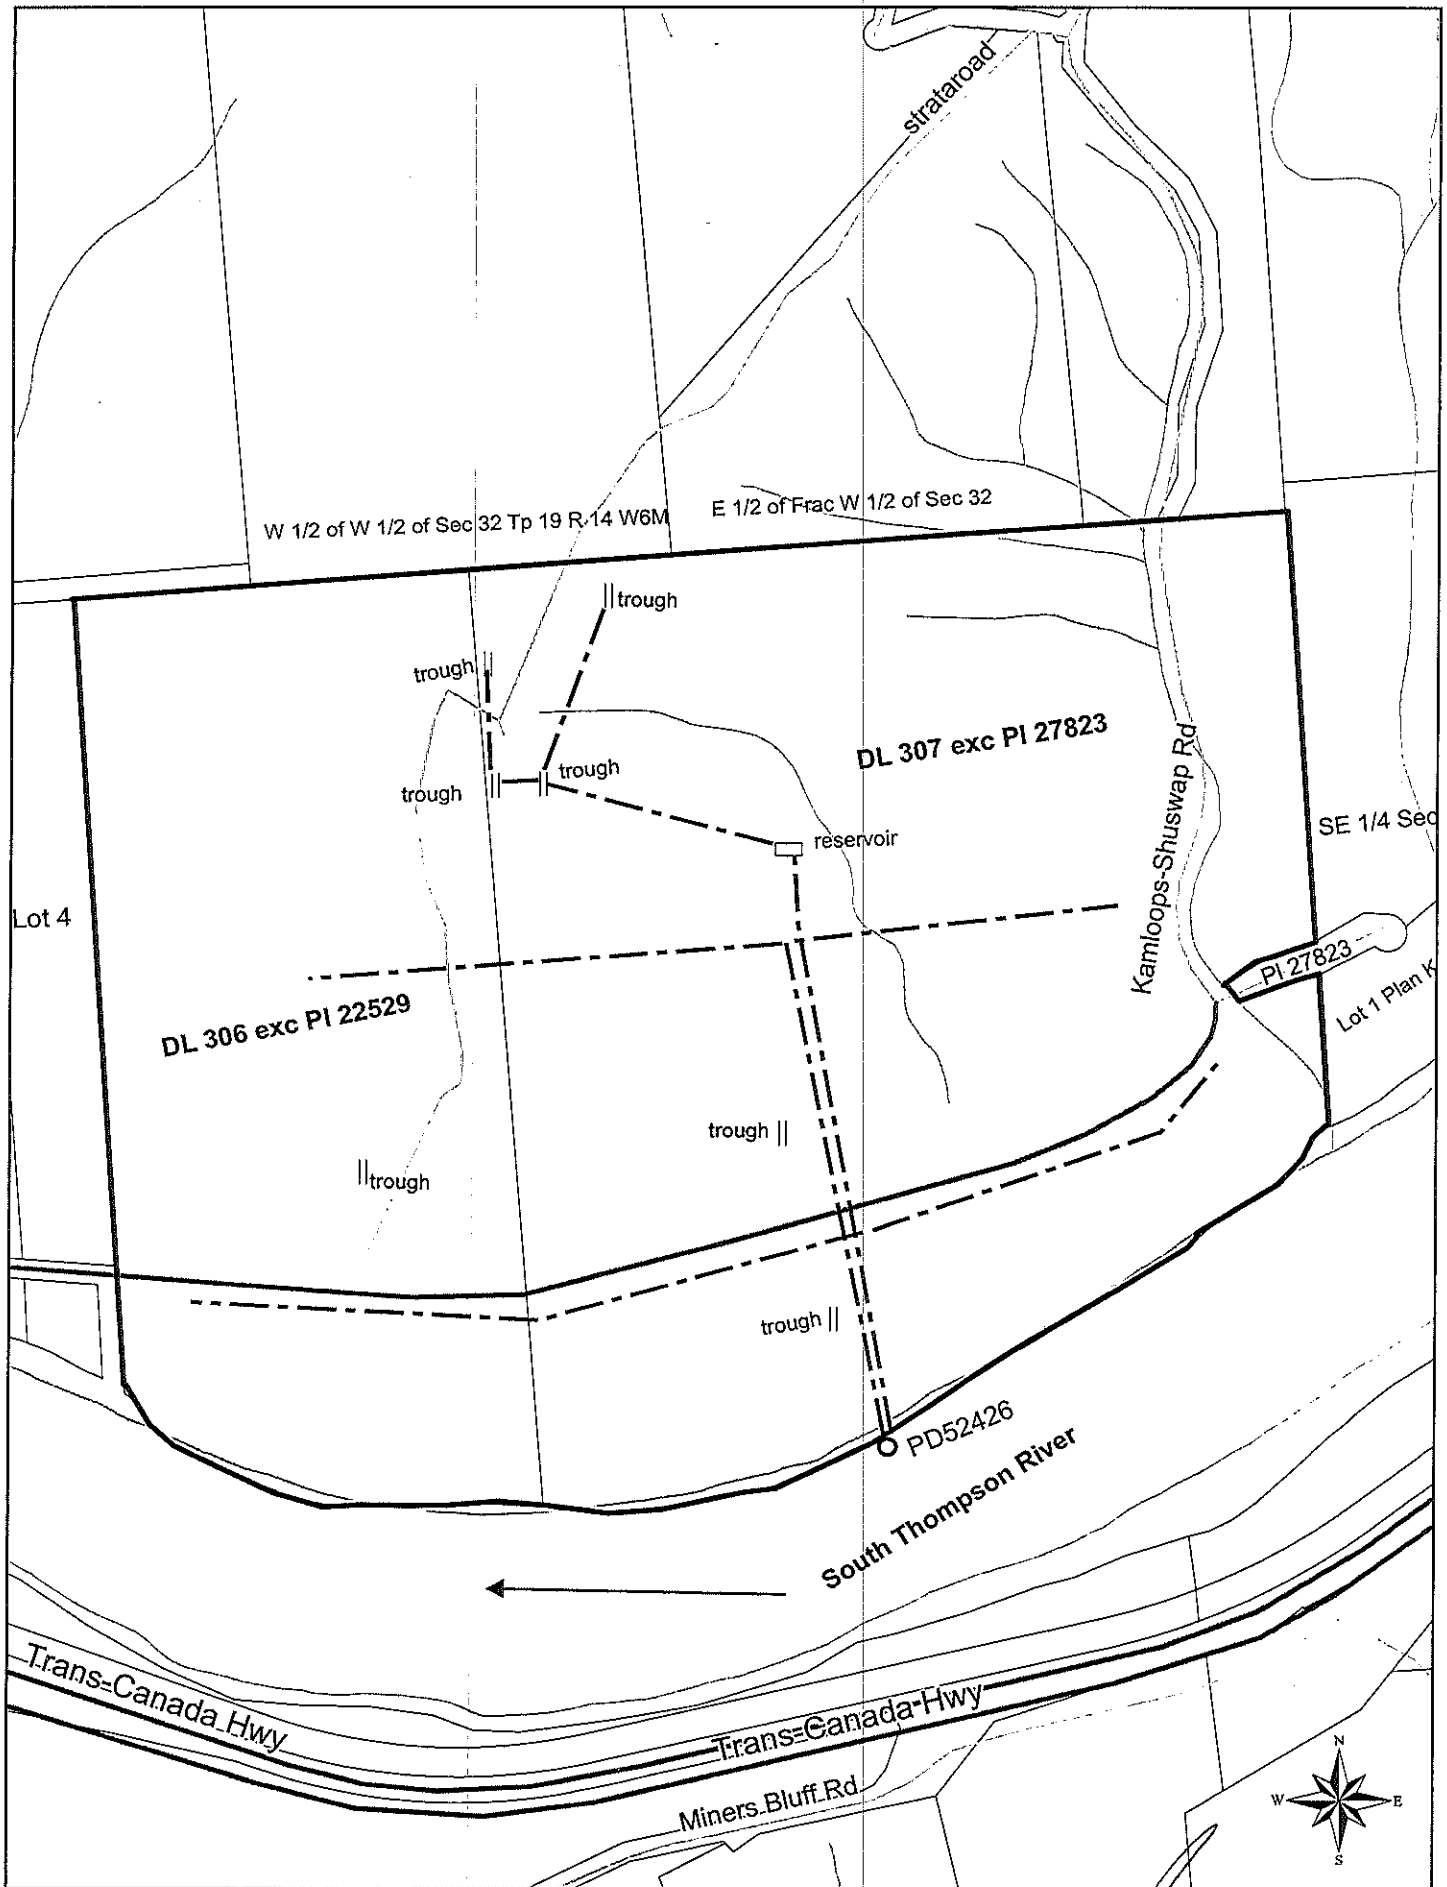 strataroad
W 1/2 of W 1/2 of Sec 32 Tp 19 R 14 W6M
E 1/2 of Frac W 1/2 of Sec 32
trough
trough
DL 307 exc Pl 27823
trough
trough
Kamloops-Shuswap Rd
reservoir
SE 1/4 Sec
Lot 4
Pl 27823
Lot 1 Plan K
DL 306 exc Pl 22529
trough
trough
trough
PD52426
South Thompson River
Trans-Canada Hwy
Trans-Canada Hwy
Miners Bluff Rd
N
W
E
S